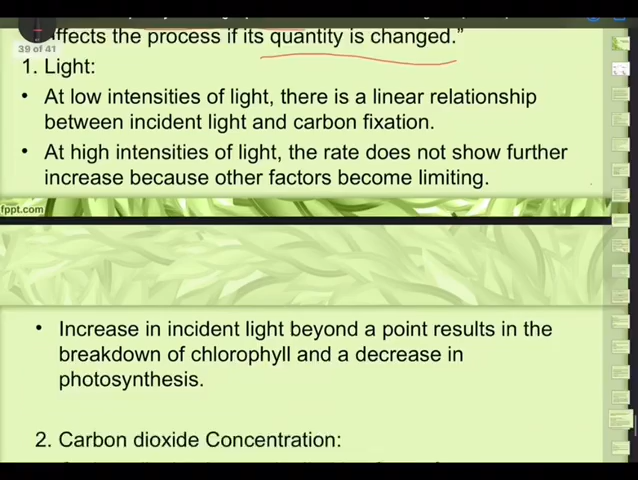 affects the process if its quantity is changed.”
39 of 41
1. Light:
• At low intensities of light, there is a linear relationship
between incident light and carbon fixation.
• At high intensities of light, the rate does not show further
increase because other factors become limiting.
fppt.com
• Increase in incident light beyond a point results in the
breakdown of chlorophyll and a decrease in
photosynthesis.
2. Carbon dioxide Concentration: